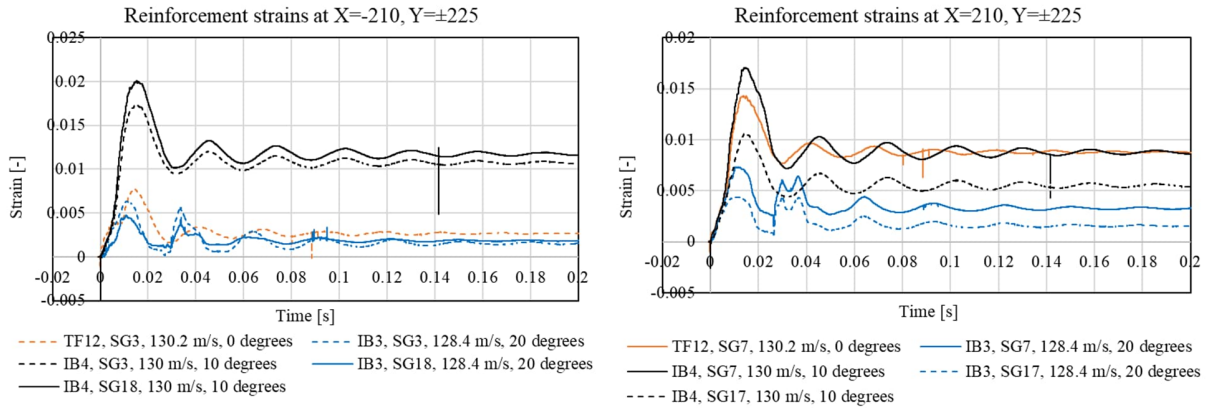 Reinforcement strains at X=-210, Y=±225
0.025
0.02
0.015
0.01
0.005
0
-0.005
Strain [-]
-0.02 0 0.02 0.04 0.06 0.08 0.1 0.12 0.14 0.16 0.18 0.2
Time [s]
TF12, SG3, 130.2 m/s, 0 degrees
IB3, SG3, 128.4 m/s, 20 degrees
IB4, SG3, 130 m/s, 10 degrees
IB3, SG18, 128.4 m/s, 20 degrees
IB4, SG18, 130 m/s, 10 degrees
Reinforcement strains at X=210, Y=±225
0.02
0.015
0.01
0.005
0
-0.005
Strain [-]
-0.02 0 0.02 0.04 0.06 0.08 0.1 0.12 0.14 0.16 0.18 0.2
Time [s]
TF12, SG7, 130.2 m/s, 0 degrees
IB3, SG7, 128.4 m/s, 20 degrees
IB4, SG7, 130 m/s, 10 degrees
IB3, SG17, 128.4 m/s, 20 degrees
IB4, SG17, 130 m/s, 10 degrees